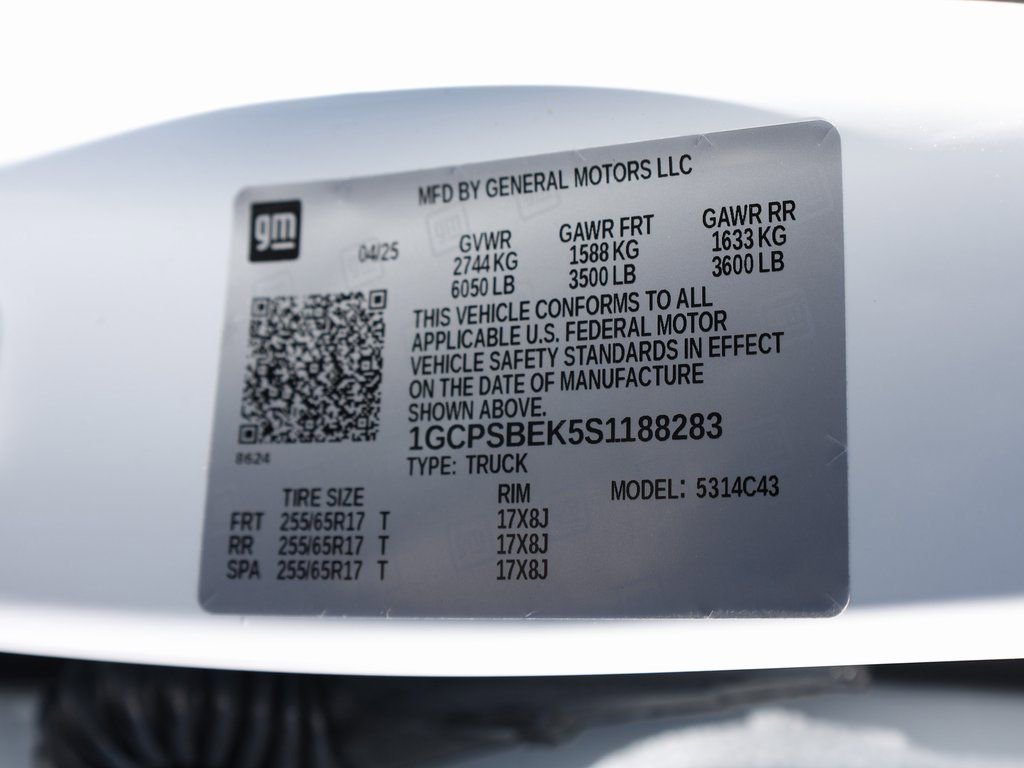 MFD BY GENERAL MOTORS LLC
gm
04/25
GVWR GAWR FRT GAWR RR
2744 KG 1588 KG 1633 KG
6050 LB 3500 LB 3600 LB
THIS VEHICLE CONFORMS TO ALL
APPLICABLE U.S. FEDERAL MOTOR
VEHICLE SAFETY STANDARDS IN EFFECT
ON THE DATE OF MANUFACTURE
SHOWN ABOVE.
1GCPSBEK5S1188283
8624
TYPE: TRUCK
TIRE SIZE RIM MODEL: 5314C43
FRT 255/65R17 T 17X8J
RR 255/65R17 T 17X8J
SPA 255/65R17 T 17X8J